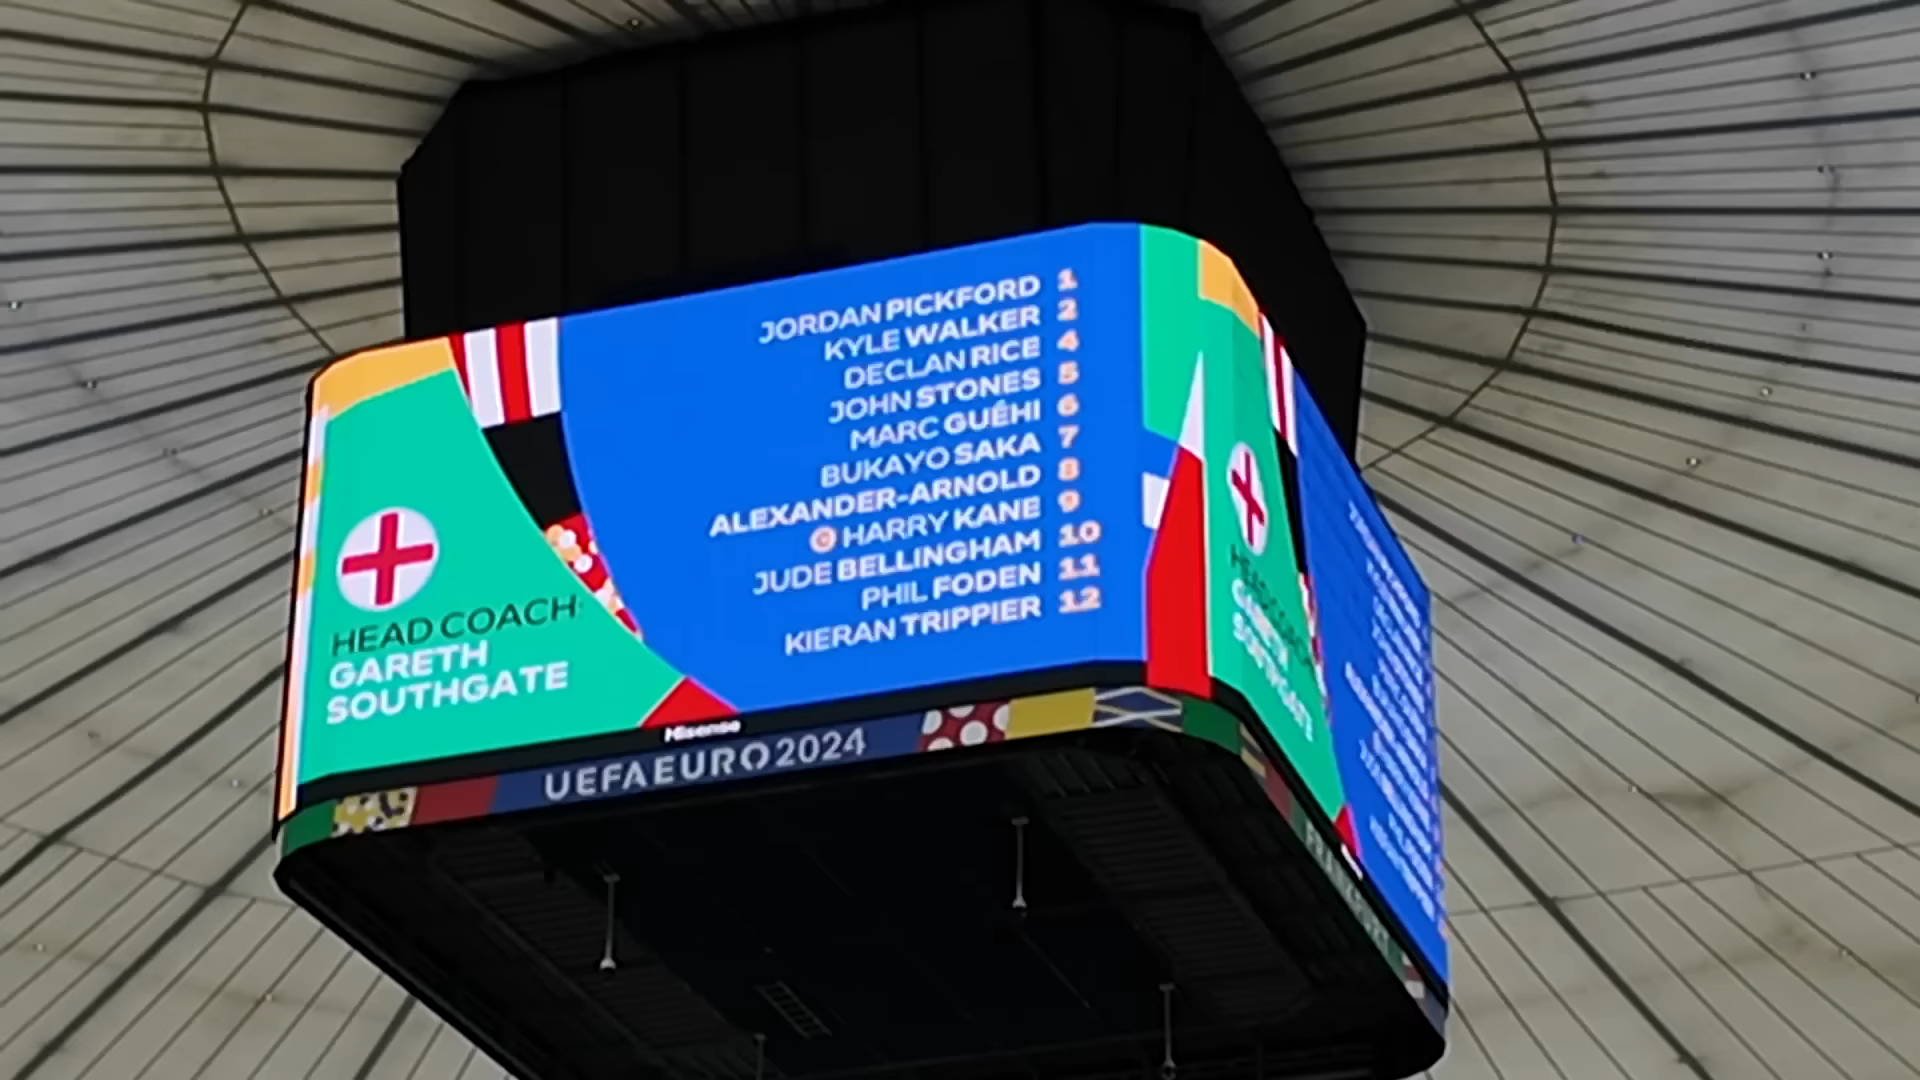 JORDAN PICKFORD 1
KYLE WALKER 2
DECLAN RICE 4
JOHN STONES 5
MARC GUÉHI 6
BUKAYO SAKA 7
ALEXANDER-ARNOLD 8
C HARRY KANE 9
JUDE BELLINGHAM 10
PHIL FODEN 11
KIERAN TRIPPIER 12
HEAD COACH:
GARETH
SOUTHGATE
Hisense
UEFA EURO 2024
HEAD COACH
GARETH
SOUTHGATE
FRANKFURT